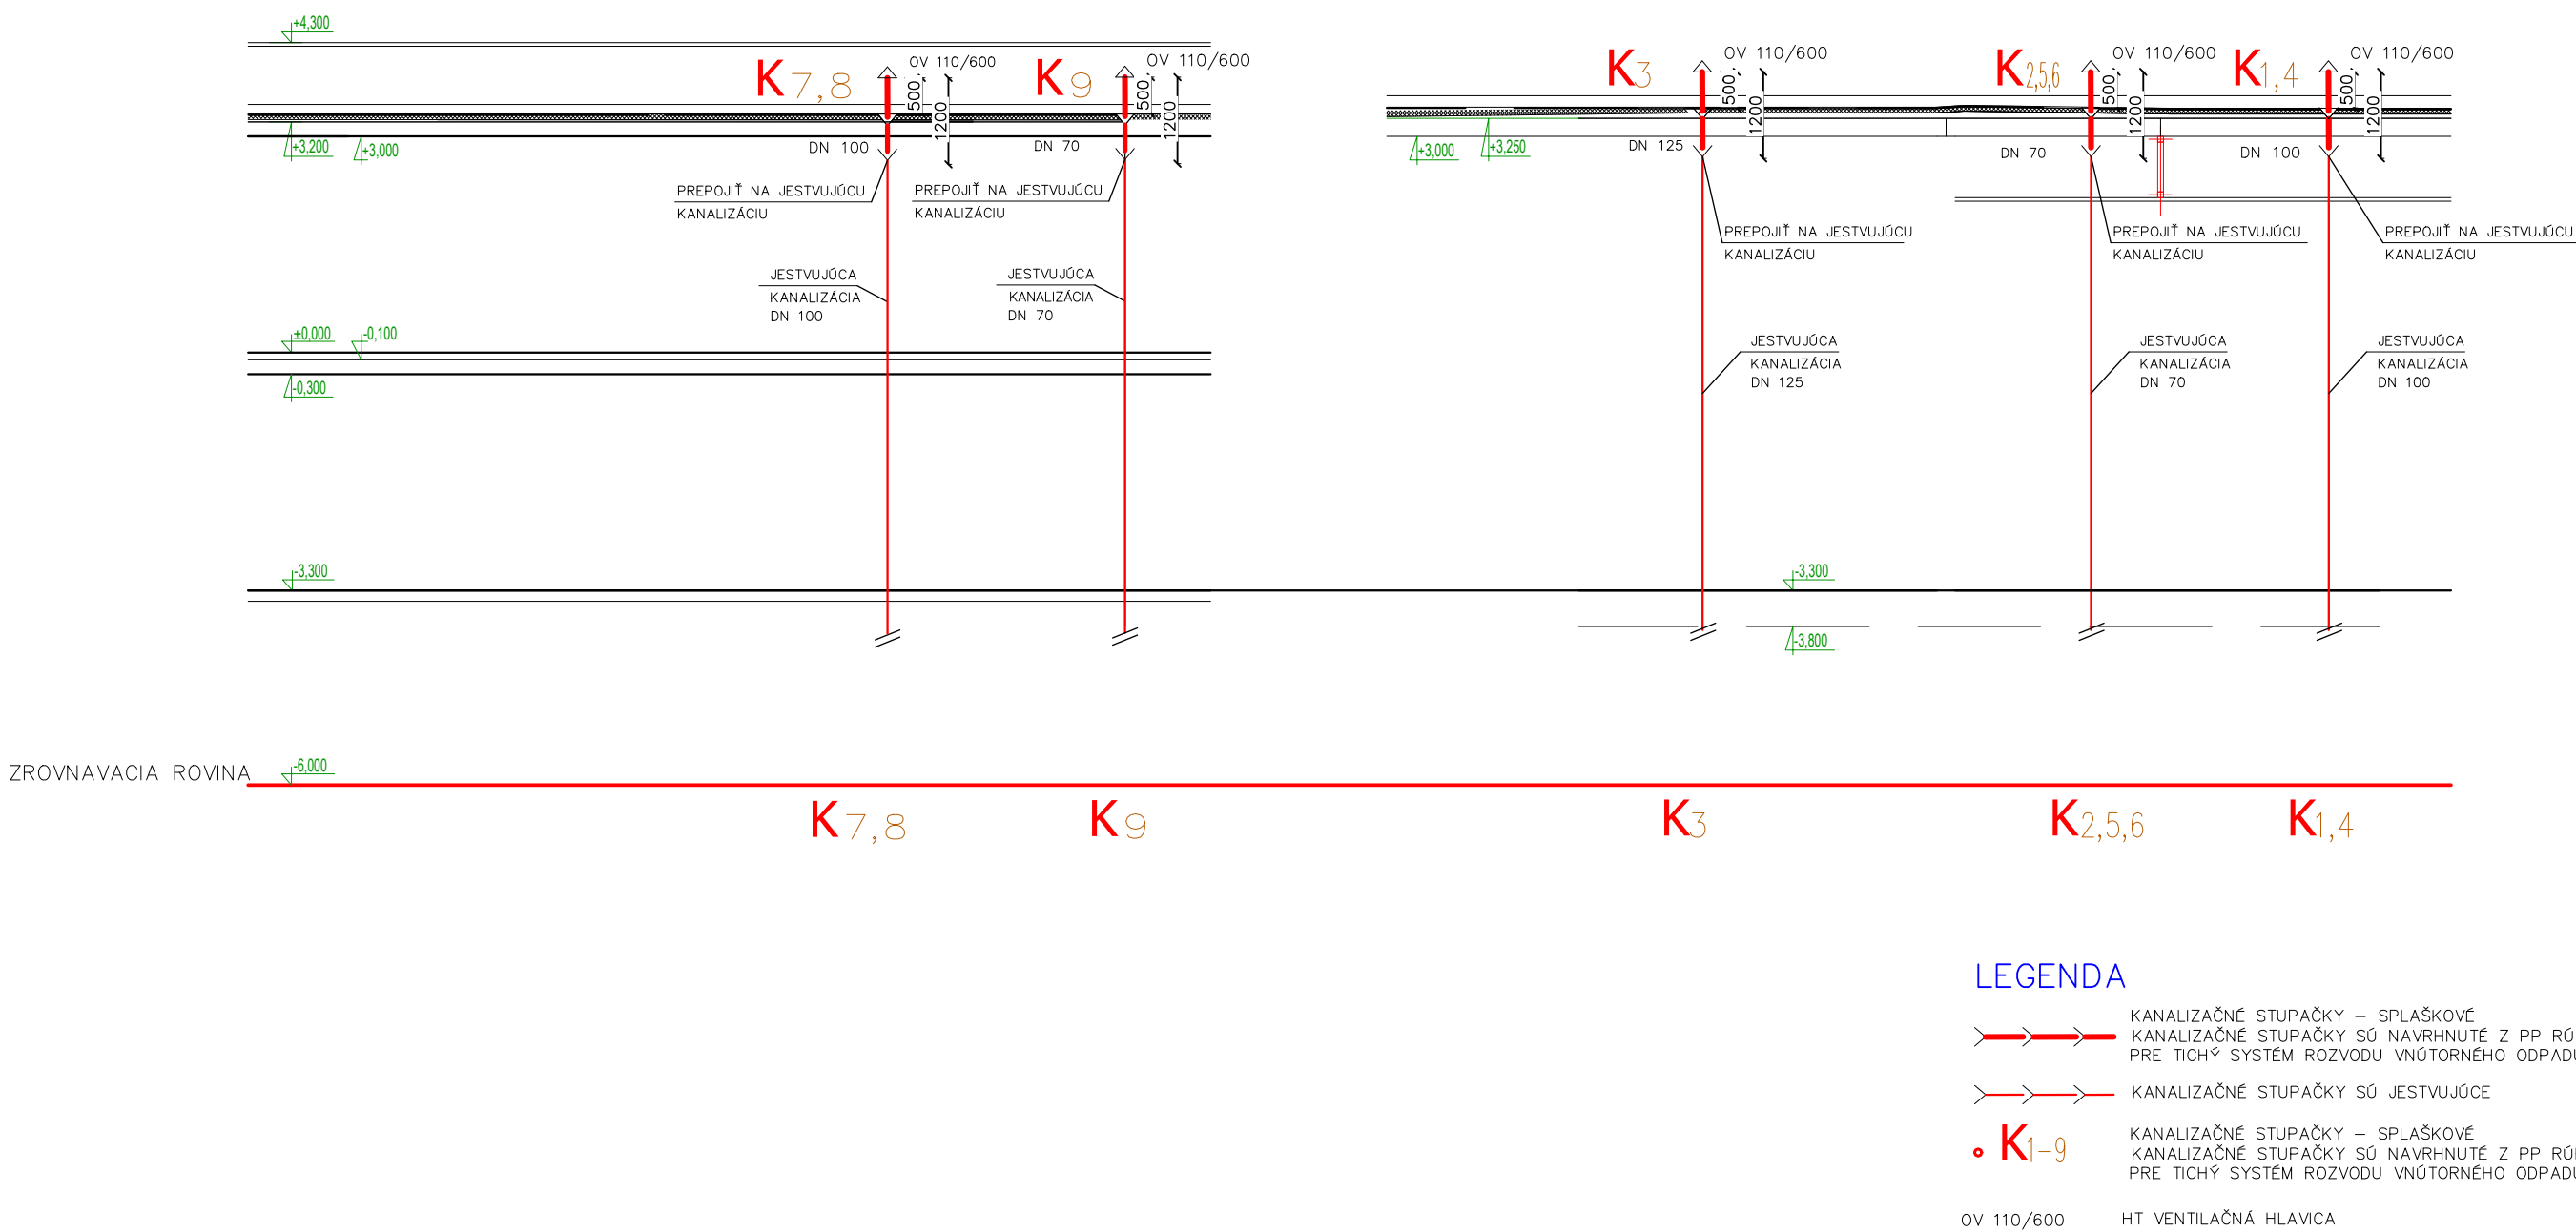 +4,300
K7,8
OV 110/600
500
1200
K9
OV 110/600
500
1200
K3
OV 110/600
500
1200
K2,5,6
OV 110/600
500
1200
K1,4
OV 110/600
500
1200
+3,200
+3,000
DN 100
DN 70
+3,000
+3,250
DN 125
DN 70
DN 100
PREPOJIŤ NA JESTVUJÚCU
KANALIZÁCIU
PREPOJIŤ NA JESTVUJÚCU
KANALIZÁCIU
PREPOJIŤ NA JESTVUJÚCU
KANALIZÁCIU
PREPOJIŤ NA JESTVUJÚCU
KANALIZÁCIU
PREPOJIŤ NA JESTVUJÚCU
KANALIZÁCIU
JESTVUJÚCA
KANALIZÁCIA
DN 100
JESTVUJÚCA
KANALIZÁCIA
DN 70
JESTVUJÚCA
KANALIZÁCIA
DN 125
JESTVUJÚCA
KANALIZÁCIA
DN 70
JESTVUJÚCA
KANALIZÁCIA
DN 100
±0,000
-0,100
-0,300
-3,300
-3,300
-3,800
ZROVNAVACIA ROVINA
-6,000
K7,8
K9
K3
K2,5,6
K1,4
LEGENDA
KANALIZAČNÉ STUPAČKY – SPLAŠKOVÉ
KANALIZAČNÉ STUPAČKY SÚ NAVRHNUTÉ Z PP
PRE TICHÝ SYSTÉM ROZVODU VNÚTORNÉHO
KANALIZAČNÉ STUPAČKY SÚ JESTVUJÚCE
K1-9
KANALIZAČNÉ STUPAČKY – SPLAŠKOVÉ
KANALIZAČNÉ STUPAČKY SÚ NAVRHNUTÉ Z PP
PRE TICHÝ SYSTÉM ROZVODU VNÚTORNÉHO
OV 110/600
HT VENTILAČNÁ HLAVICA